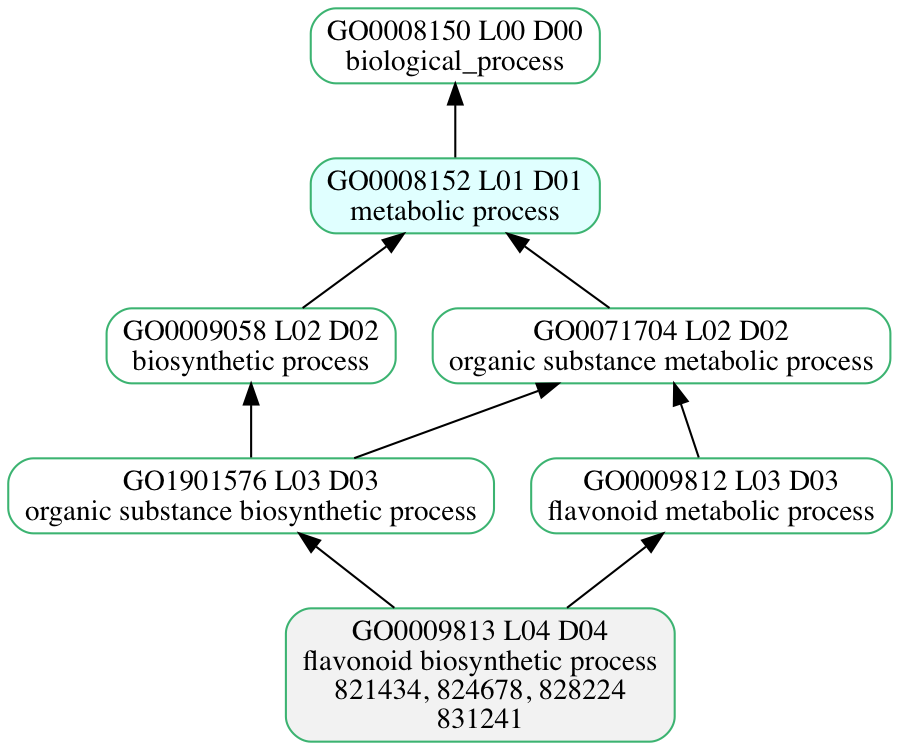 GO0008150 L00 D00
biological_process
GO0008152 L01 D01
metabolic process
GO0009058 L02 D02
biosynthetic process
GO0071704 L02 D02
organic substance metabolic process
GO1901576 L03 D03
organic substance biosynthetic process
GO0009812 L03 D03
flavonoid metabolic process
GO0009813 L04 D04
flavonoid biosynthetic process
821434, 824678, 828224
831241